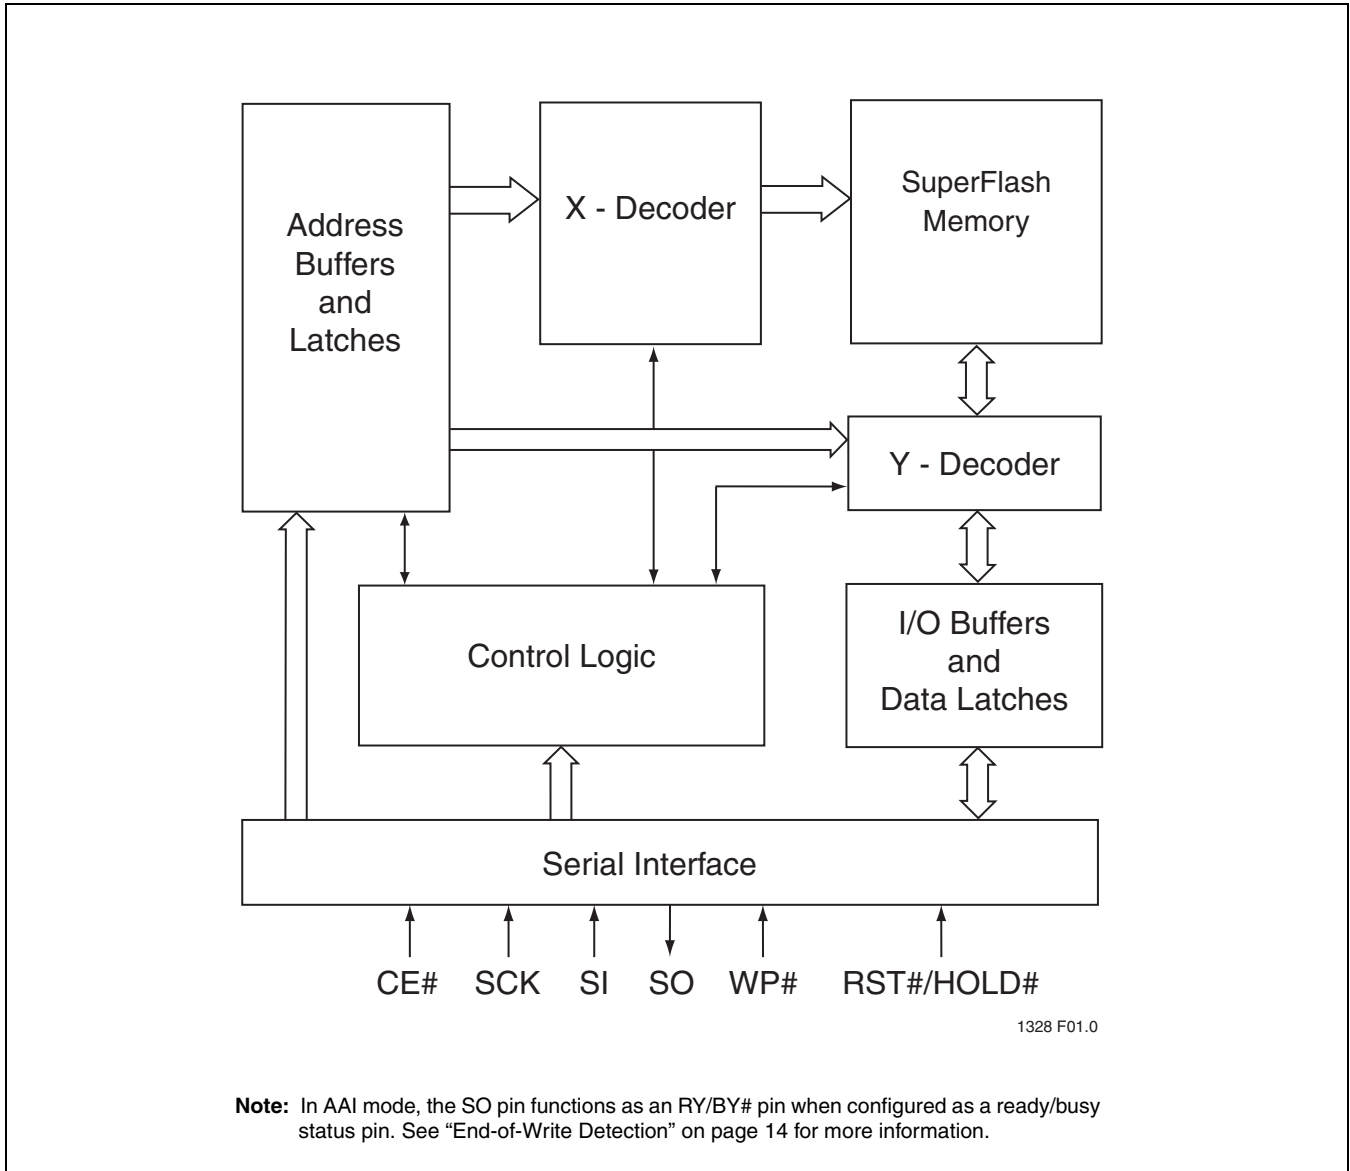 Address
Buffers
and
Latches
X - Decoder
SuperFlash
Memory
Y - Decoder
Control Logic
I/O Buffers
and
Data Latches
Serial Interface
CE# SCK SI SO WP# RST#/HOLD#
1328 F01.0
Note: In AAI mode, the SO pin functions as an RY/BY# pin when configured as a ready/busy
status pin. See “End-of-Write Detection” on page 14 for more information.